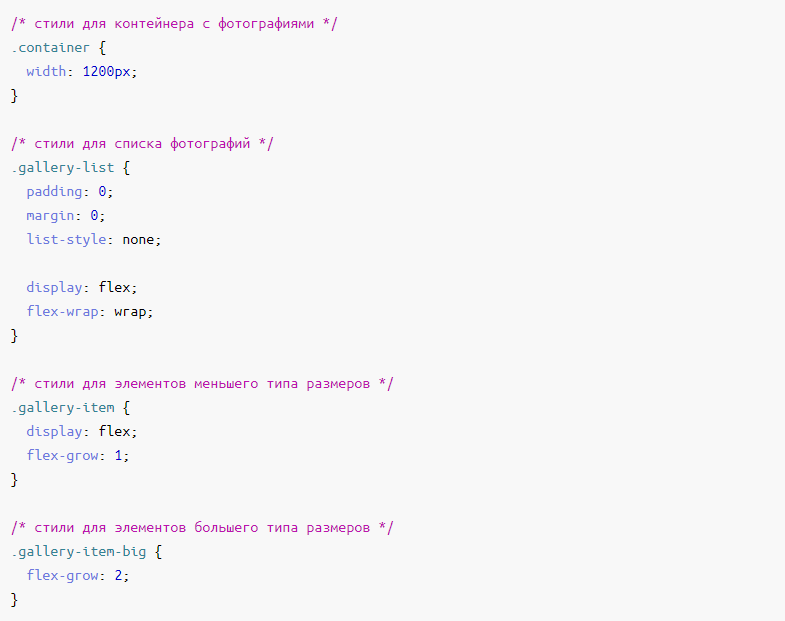 /* стили для контейнера с фотографиями */
.container {
  width: 1200px;
}

/* стили для списка фотографий */
.gallery-list {
  padding: 0;
  margin: 0;
  list-style: none;

  display: flex;
  flex-wrap: wrap;
}

/* стили для элементов меньшего типа размеров */
.gallery-item {
  display: flex;
  flex-grow: 1;
}

/* стили для элементов большего типа размеров */
.gallery-item-big {
  flex-grow: 2;
}